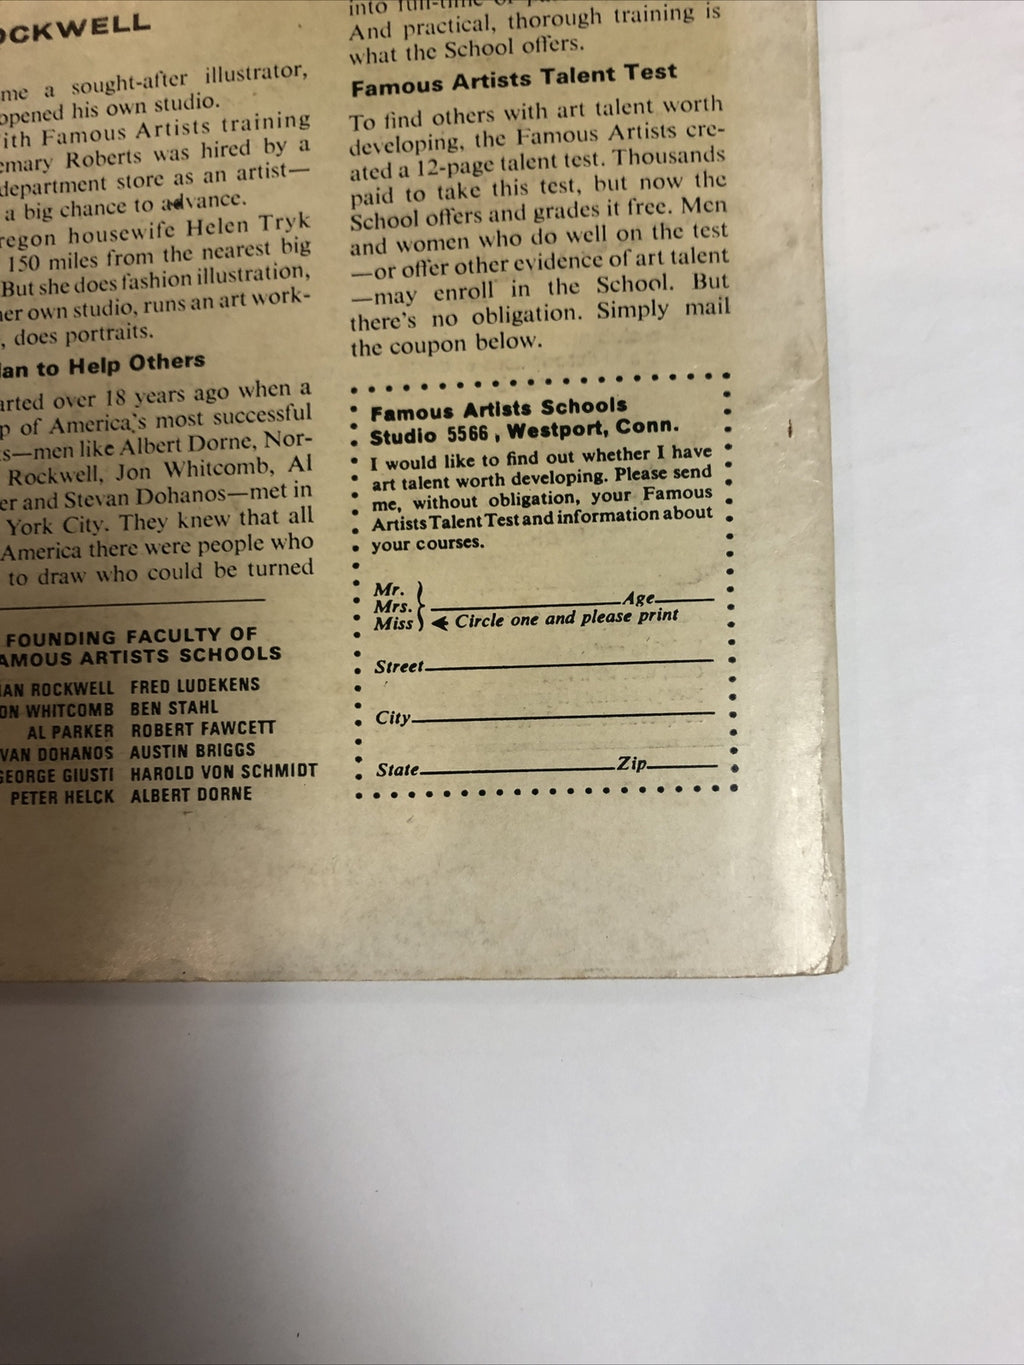 OCKWELL
me a sought-after illustrator,
opened his own studio.
ith Famous Artists training
emary Roberts was hired by a
department store as an artist—
a big chance to advance.
regon housewife Helen Tryk
150 miles from the nearest big
But she does fashion illustration,
her own studio, runs an art work-
, does portraits.
lan to Help Others
arted over 18 years ago when a
p of America's most successful
s—men like Albert Dorne, Nor-
Rockwell, Jon Whitcomb, Al
er and Stevan Dohanos—met in
York City. They knew that all
America there were people who
to draw who could be turned
FOUNDING FACULTY OF
AMOUS ARTISTS SCHOOLS
AN ROCKWELL FRED LUDEKENS
ON WHITCOMB BEN STAHL
AL PARKER ROBERT FAWCETT
VAN DOHANOS AUSTIN BRIGGS
GEORGE GIUSTI HAROLD VON SCHMIDT
PETER HELCK ALBERT DORNE
into full-time or
And practical, thorough training is
what the School offers.
Famous Artists Talent Test
To find others with art talent worth
developing, the Famous Artists cre-
ated a 12-page talent test. Thousands
paid to take this test, but now the
School offers and grades it free. Men
and women who do well on the test
—or offer other evidence of art talent
—may enroll in the School. But
there's no obligation. Simply mail
the coupon below.
Famous Artists Schools
Studio 5566, Westport, Conn.
I would like to find out whether I have
art talent worth developing. Please send
me, without obligation, your Famous
Artists Talent Test and information about
your courses.
Mr.
Mrs. Age
Miss Circle one and please print
Street
City
State Zip